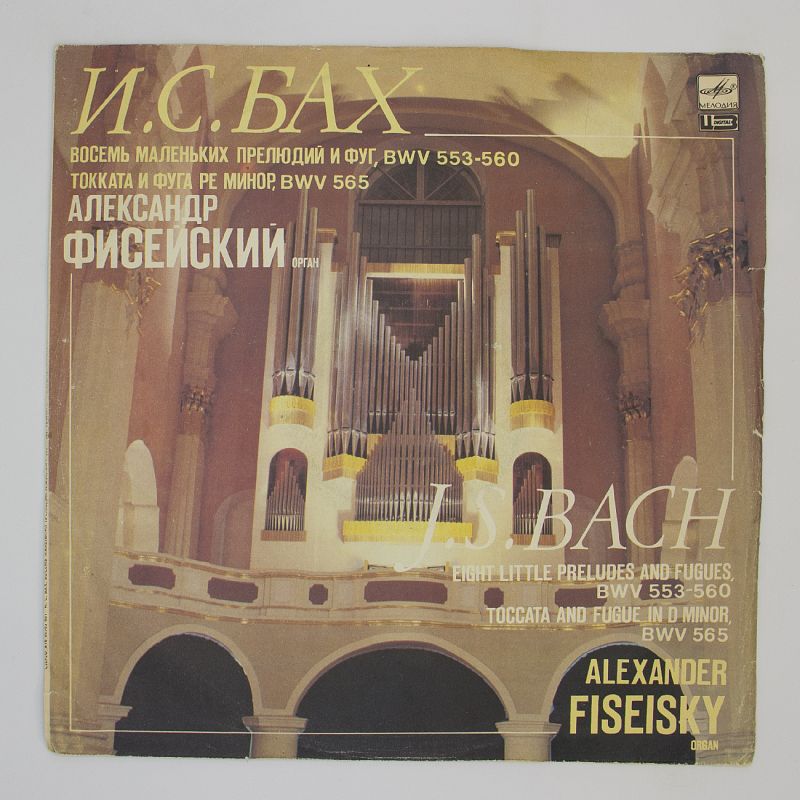 И.С.БАХ
ВОСЕМЬ МАЛЕНЬКИХ ПРЕЛЮДИЙ И ФУГ, BWV 553-560
ТОККАТА И ФУГА РЕ МИНОР, BWV 565
АЛЕКСАНДР
ФИСЕЙСКИЙ ОРГАН
МЕЛОДИЯ
DIGITAL
J.S.BACH
EIGHT LITTLE PRELUDES AND FUGUES,
BWV 553-560
TOCCATA AND FUGUE IN D MINOR,
BWV 565
ALEXANDER
FISEISKY
ORGAN